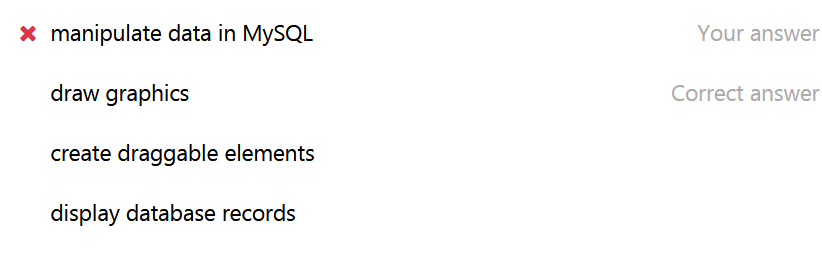 manipulate data in MySQL Your answer
draw graphics Correct answer
create draggable elements
display database records